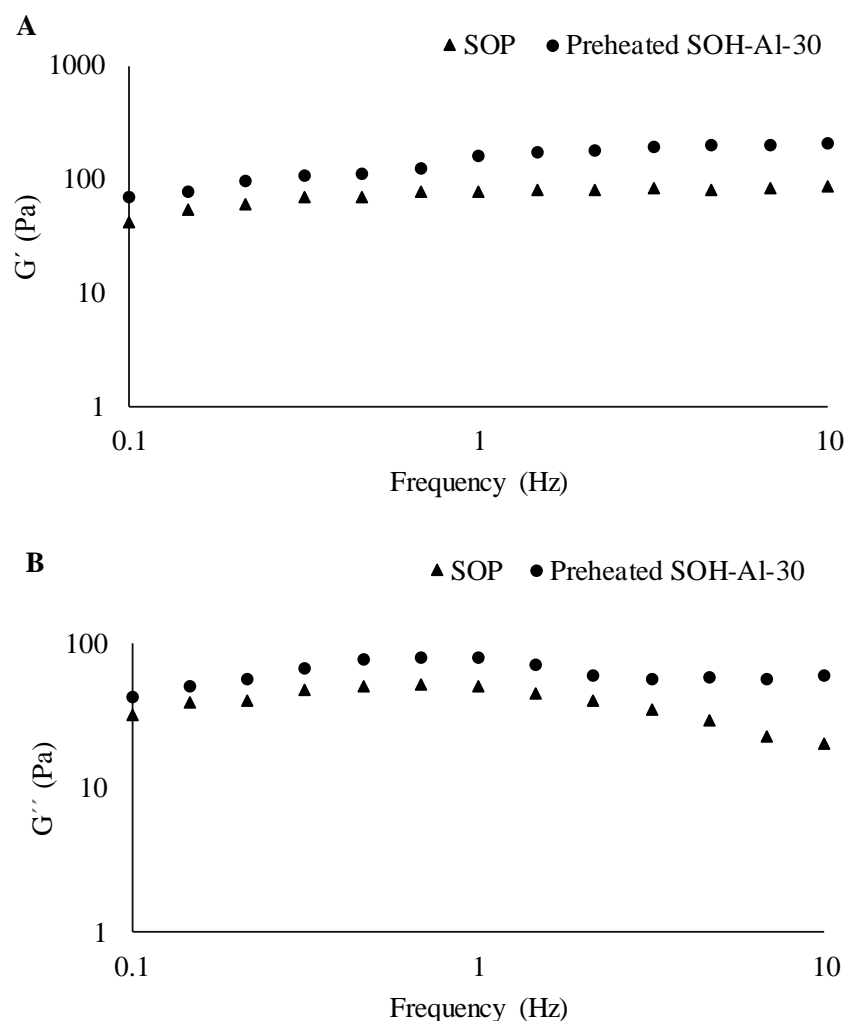 A
▲ SOP ● Preheated SOH-Al-30
1000
100
10
1
G´ (Pa)
0.1 1 10
Frequency (Hz)
B
▲ SOP ● Preheated SOH-Al-30
100
10
1
G´´ (Pa)
0.1 1 10
Frequency (Hz)